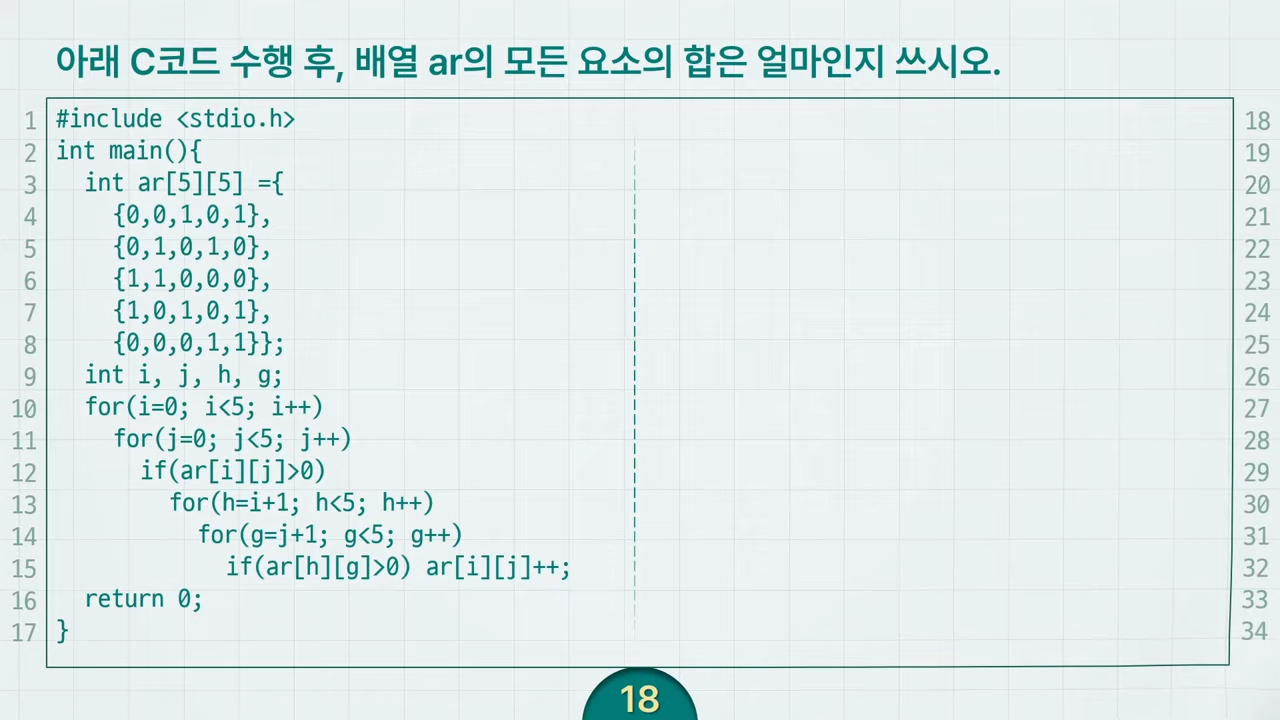 아래 C코드 수행 후, 배열 ar의 모든 요소의 합은 얼마인지 쓰시오.
1 #include <stdio.h>
2 int main(){
3 int ar[5][5] ={
4 {0,0,1,0,1},
5 {0,1,0,1,0},
6 {1,1,0,0,0},
7 {1,0,1,0,1},
8 {0,0,0,1,1}};
9 int i, j, h, g;
10 for(i=0; i<5; i++)
11 for(j=0; j<5; j++)
12 if(ar[i][j]>0)
13 for(h=i+1; h<5; h++)
14 for(g=j+1; g<5; g++)
15 if(ar[h][g]>0) ar[i][j]++;
16 return 0;
17 }
18
19
20
21
22
23
24
25
26
27
28
29
30
31
32
33
34
18